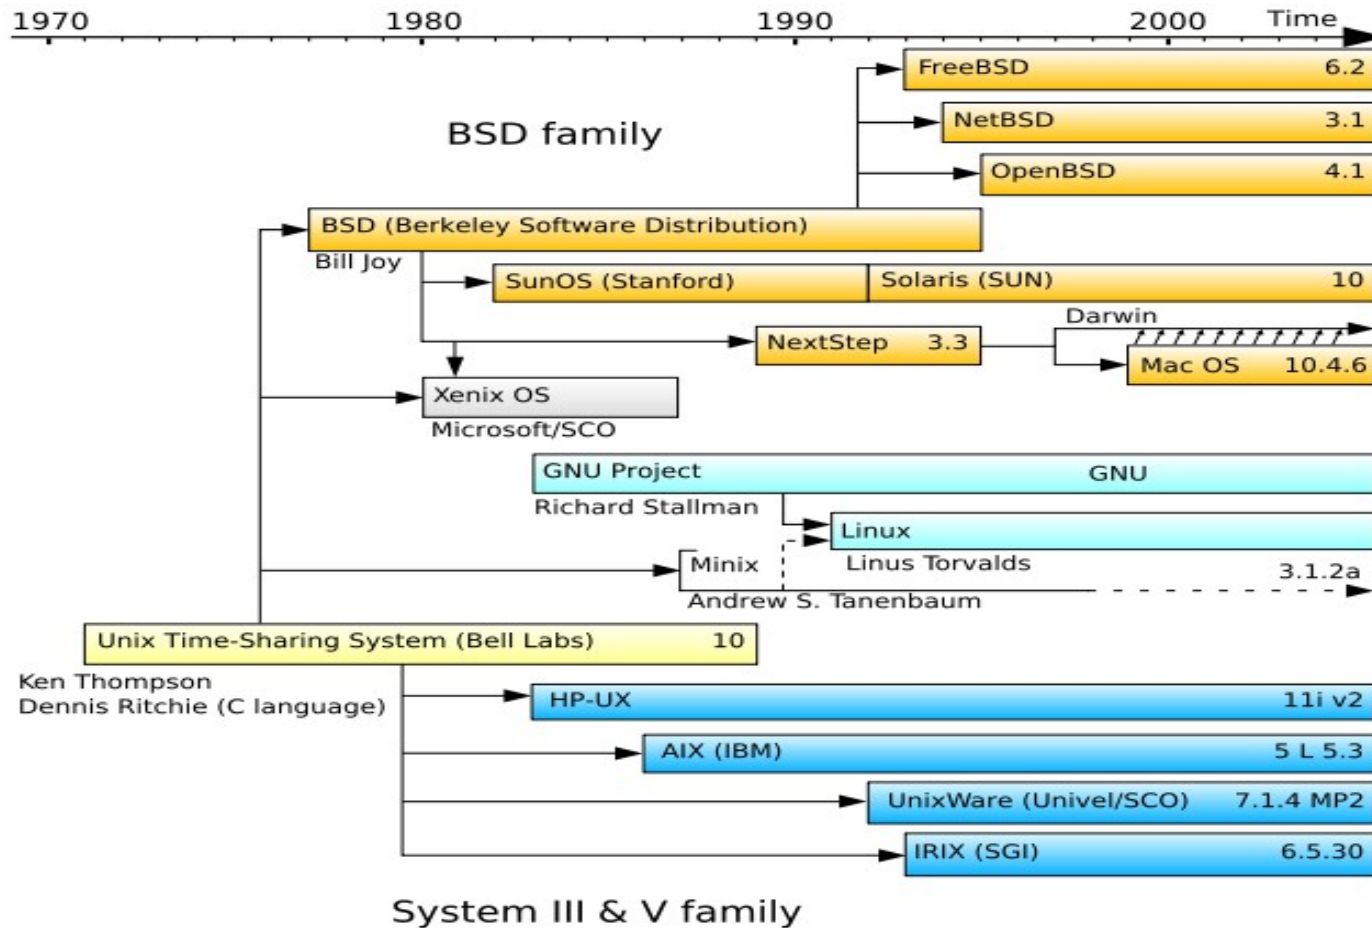 1970 1980 1990 2000 Time
FreeBSD 6.2
NetBSD 3.1
BSD family
OpenBSD 4.1
BSD (Berkeley Software Distribution)
Bill Joy
SunOS (Stanford) Solaris (SUN) 10
Darwin
NextStep 3.3
Mac OS 10.4.6
Xenix OS
Microsoft/SCO
GNU Project GNU
Richard Stallman
Linux
Linus Torvalds
Minix 3.1.2a
Andrew S. Tanenbaum
Unix Time-Sharing System (Bell Labs) 10
Ken Thompson
Dennis Ritchie (C language)
HP-UX 11i v2
AIX (IBM) 5 L 5.3
UnixWare (Univel/SCO) 7.1.4 MP2
IRIX (SGI) 6.5.30
System III & V family